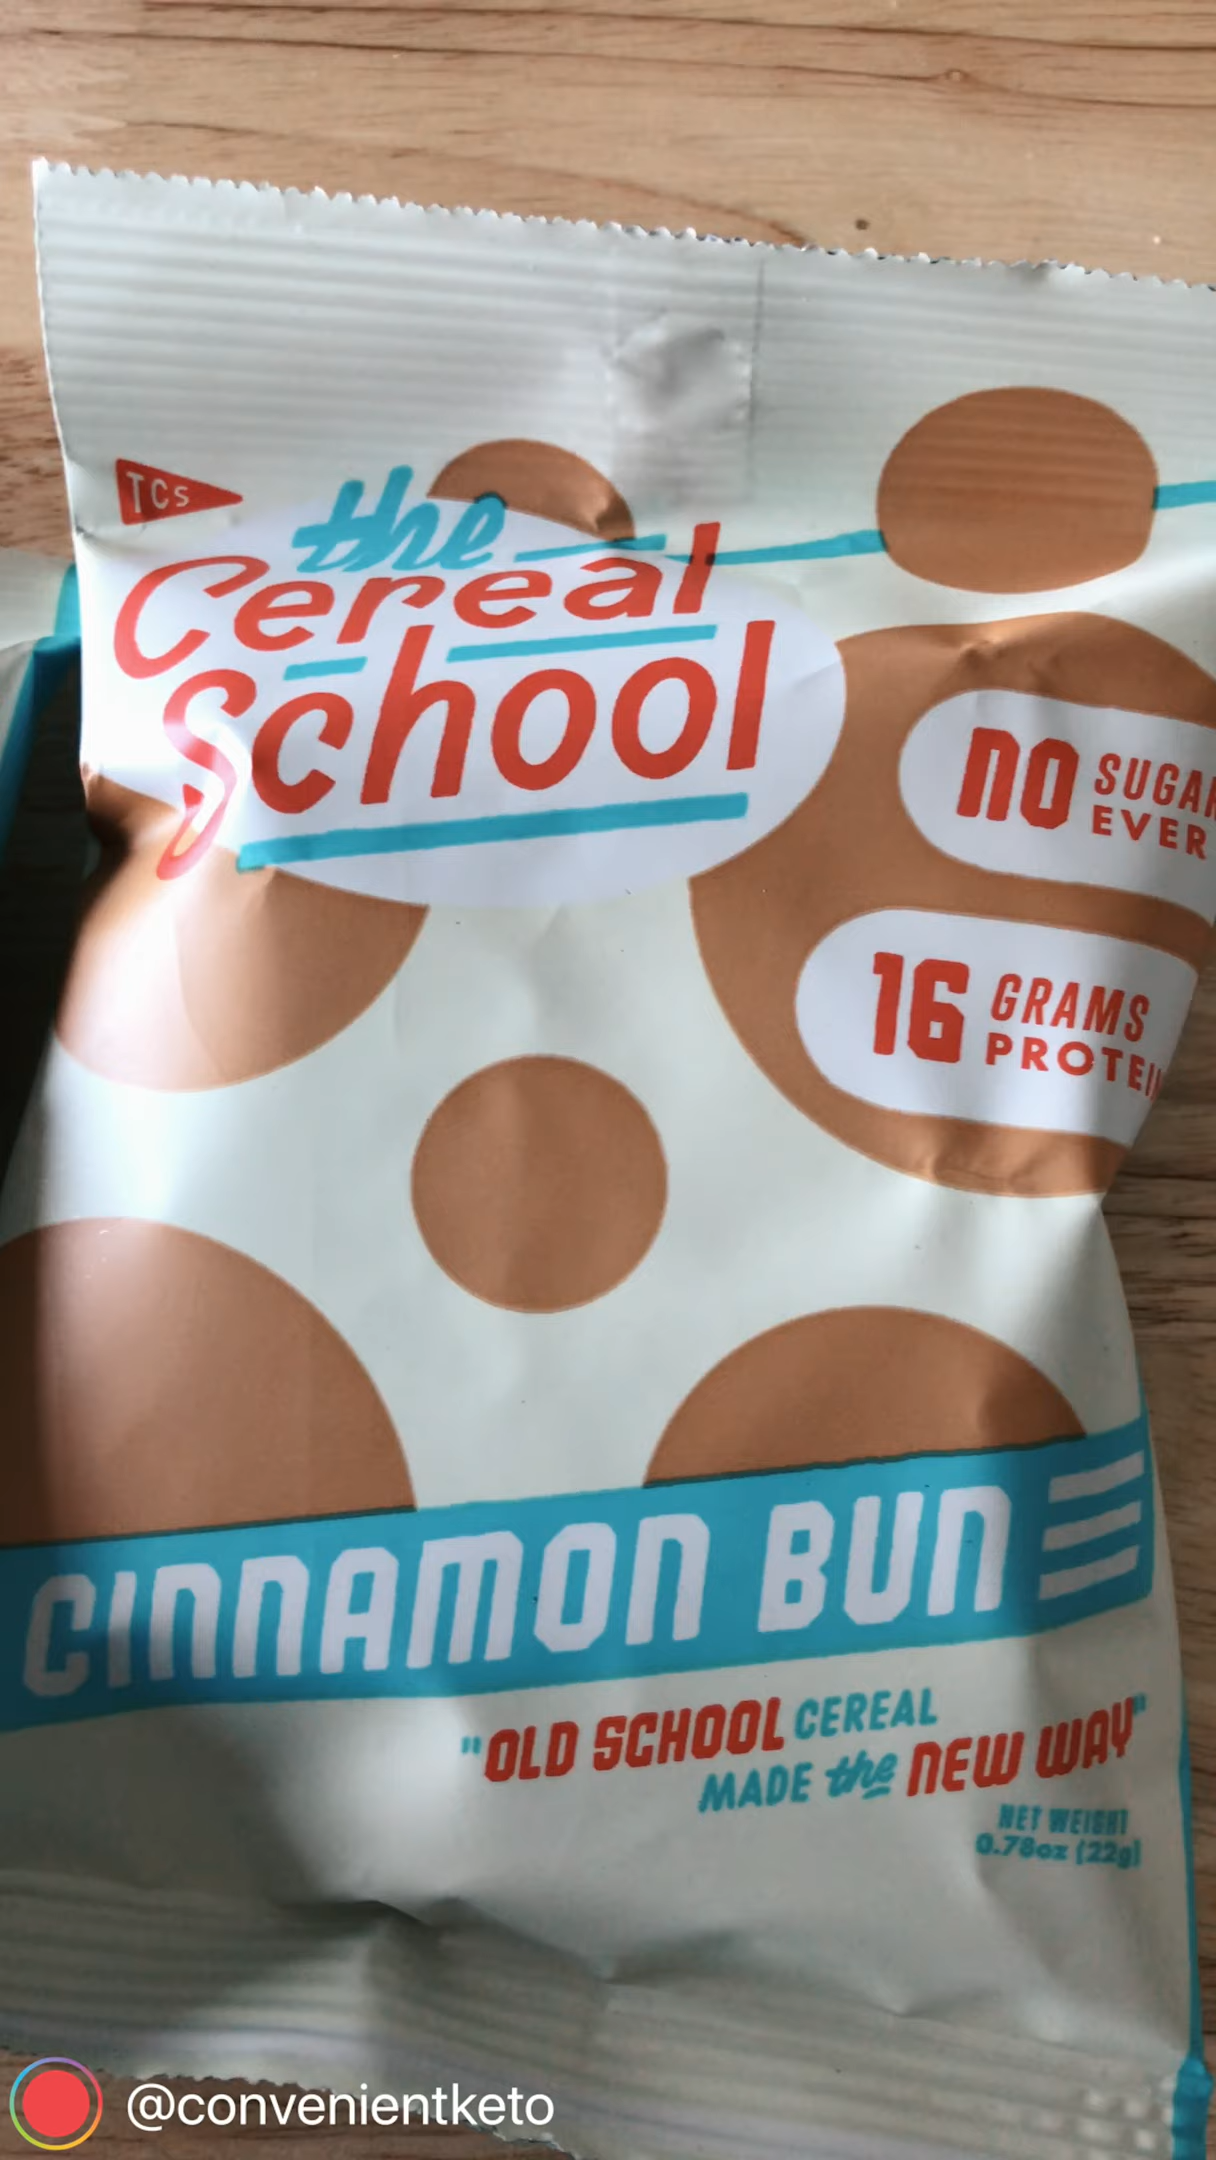 TCS
the
Cereal
School
NO SUGAR
EVER
16 GRAMS
PROTEIN
CINNAMON BUN
"OLD SCHOOL CEREAL
MADE the NEW WAY"
NET WEIGHT
0.78oz (22g)
@convenientketo